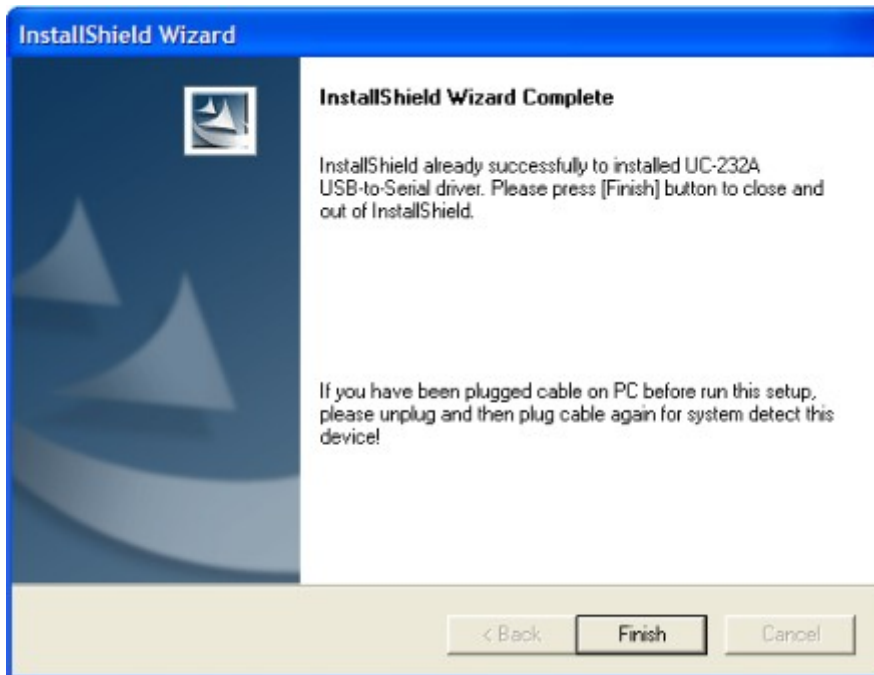 InstallShield Wizard
InstallShield Wizard Complete
InstallShield already successfully to installed UC-232A
USB-to-Serial driver. Please press [Finish] button to close and
out of InstallShield.
If you have been plugged cable on PC before run this setup,
please unplug and then plug cable again for system detect this
device!
< Back
Finish
Cancel